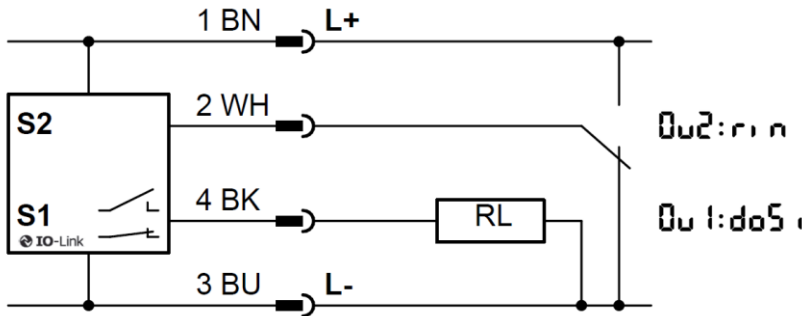 1 BN L+
S2
2 WH
Ou2:rin
S1
4 BK
RL
Ou1:doSi
IO-Link
3 BU L-